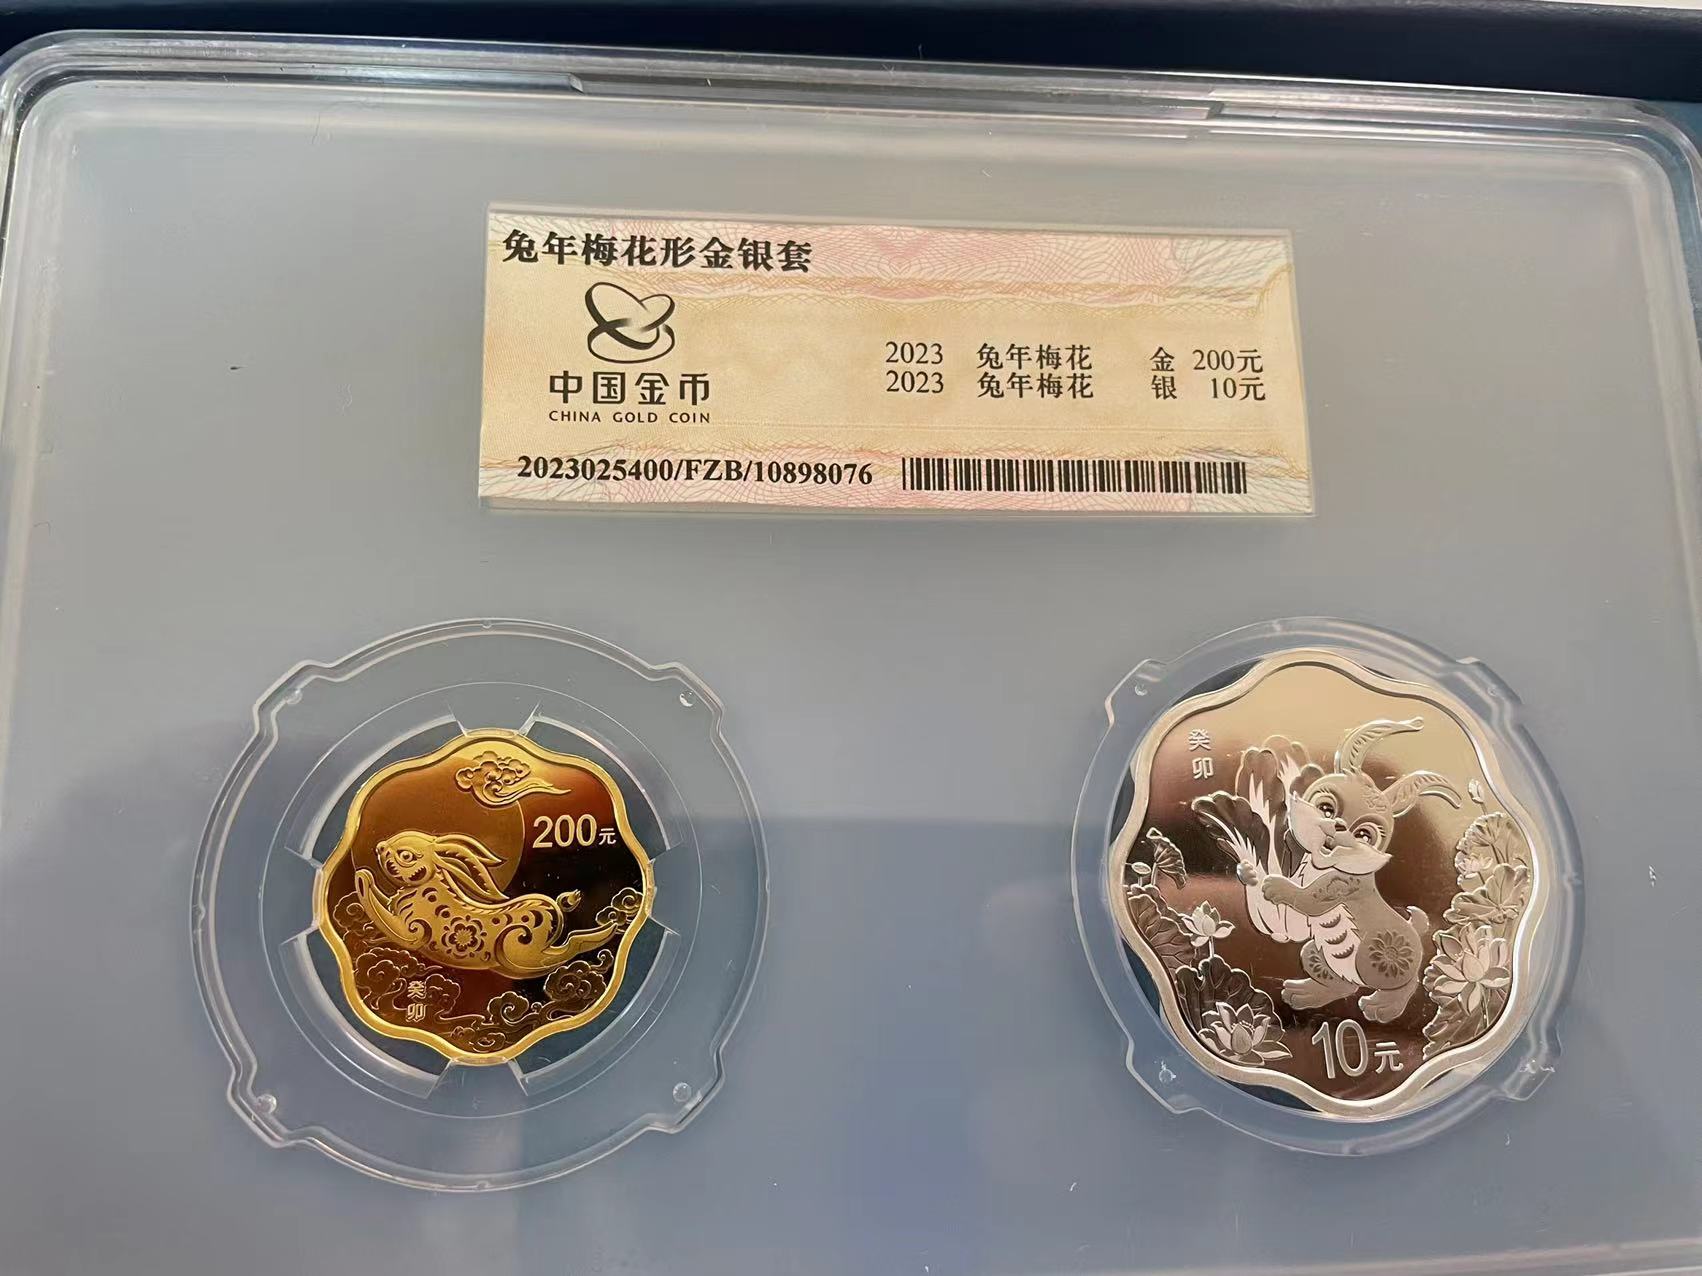 兔年梅花形金银套
中国金币
CHINA GOLD COIN
2023 兔年梅花 金 200元
2023 兔年梅花 银 10元
2023025400/FZB/10898076
200元
癸卯
癸卯
10元